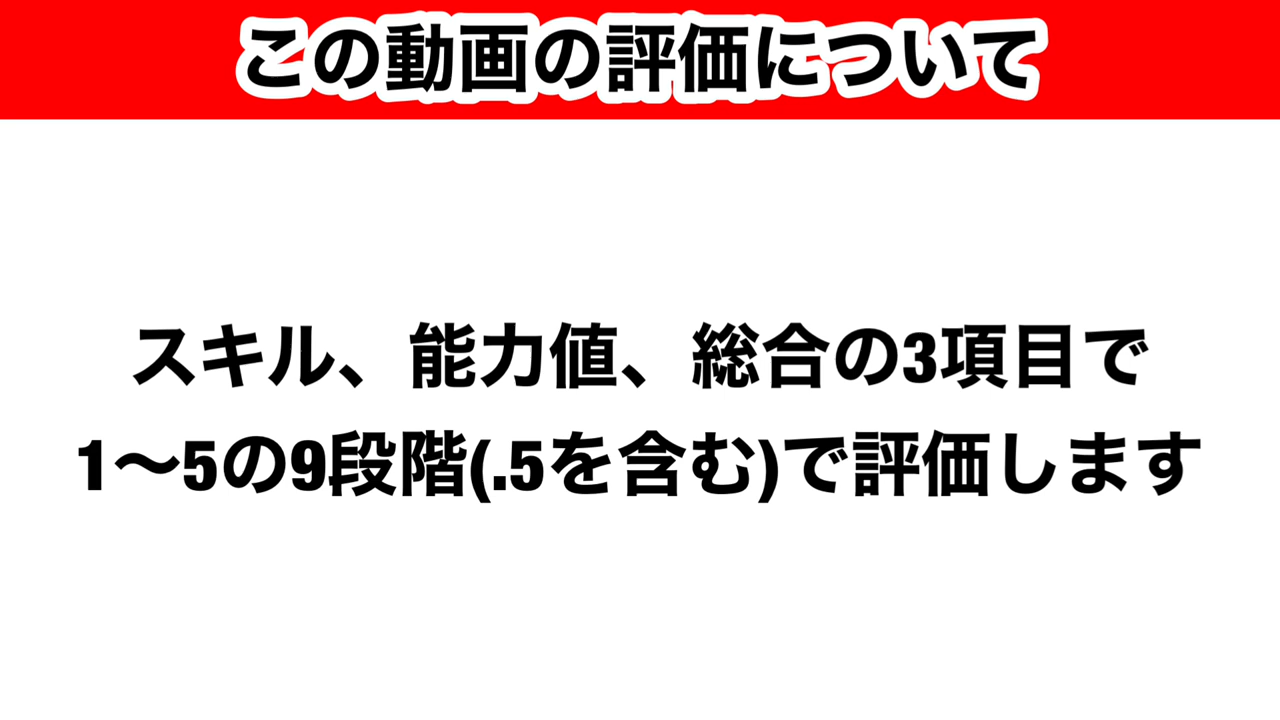 この動画の評価について
スキル、能力値、総合の3項目で
1〜5の9段階(.5を含む)で評価します